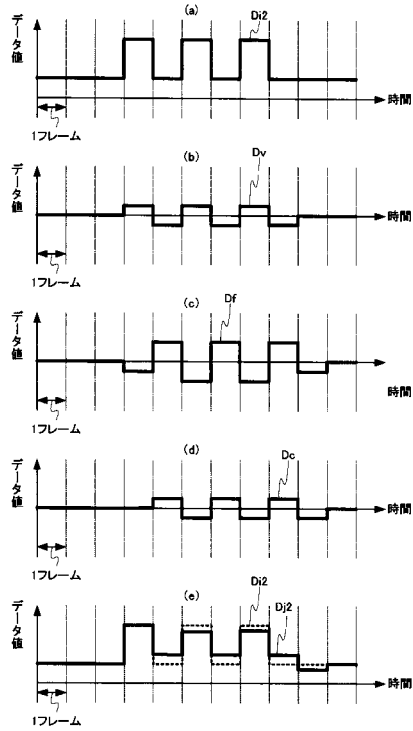 (a)
Di2
データ値
時間
1フレーム
(b)
Dv
データ値
時間
1フレーム
(c)
Df
データ値
時間
1フレーム
(d)
Dc
データ値
時間
1フレーム
(e)
Di2
Dj2
データ値
時間
1フレーム